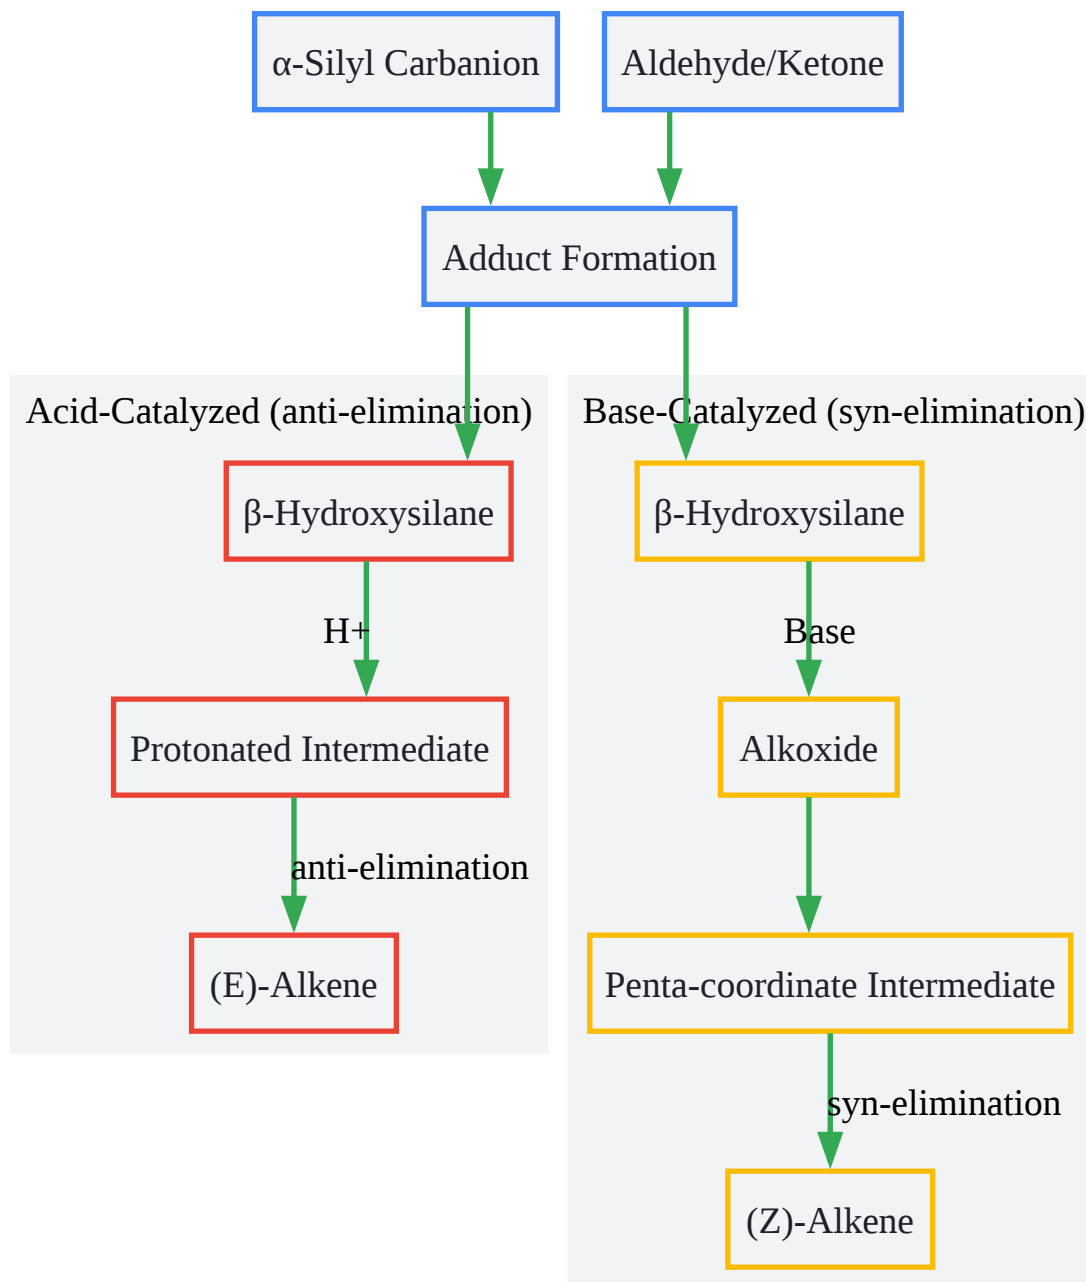 α-Silyl Carbanion
Aldehyde/Ketone
Adduct Formation
Acid-Catalyzed (anti-elimination)
Base-Catalyzed (syn-elimination)
β-Hydroxysilane
β-Hydroxysilane
H+
Base
Protonated Intermediate
Alkoxide
anti-elimination
(E)-Alkene
Penta-coordinate Intermediate
syn-elimination
(Z)-Alkene